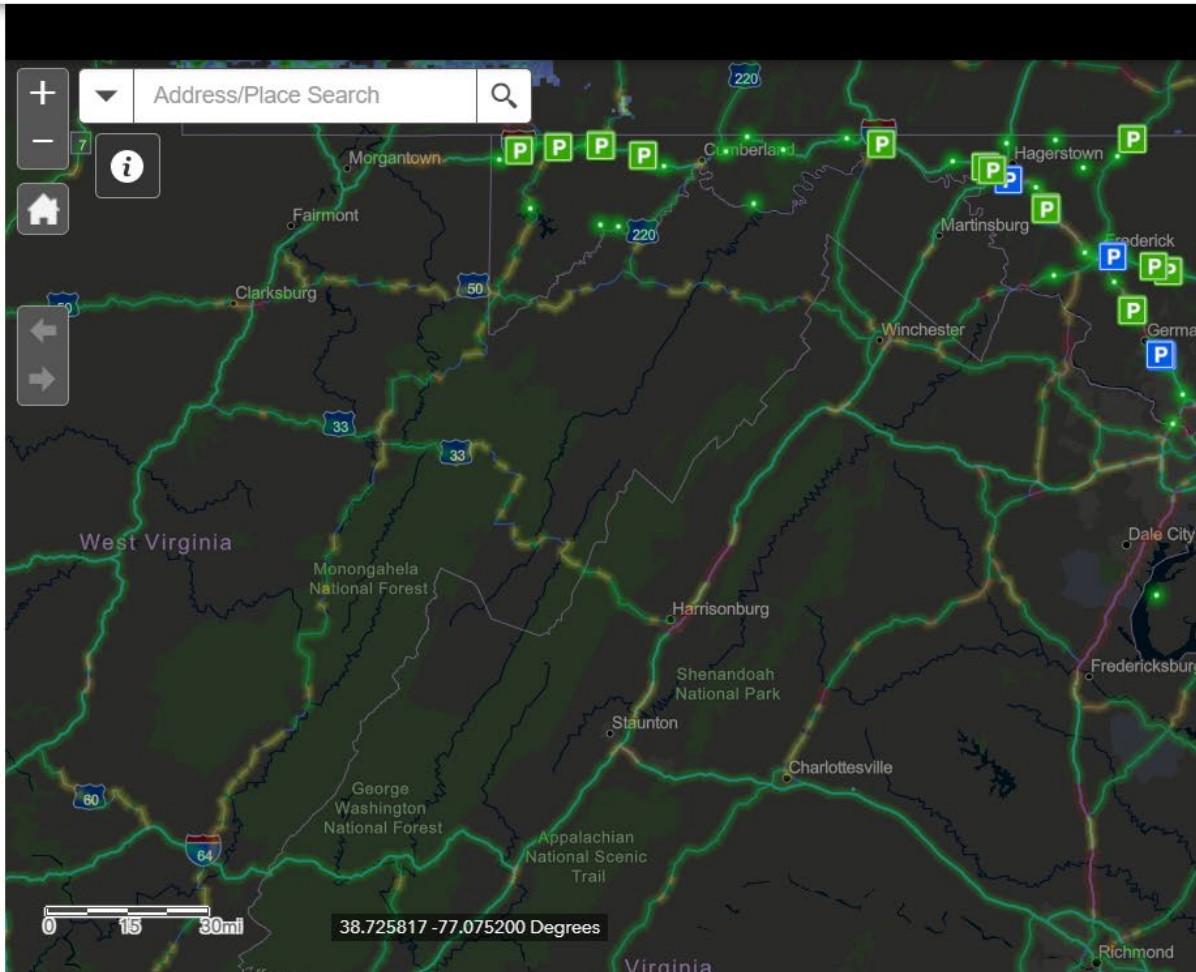 +
Address/Place Search
220
−
7
i
P
P
P
P
P
P
Cumberland
Hagerstown
P
P
P
Morgantown
P
Fairmont
220
Martinsburg
Frederick
P
P
P
50
50
Clarksburg
P
Winchester
Germa
P
33
33
West Virginia
Dale City
Monongahela
National Forest
Harrisonburg
Fredericksburg
Shenandoah
National Park
Staunton
Charlottesville
60
George
Washington
National Forest
Appalachian
National Scenic
Trail
64
0 15 30mi
38.725817 -77.075200 Degrees
Richmond
Virginia